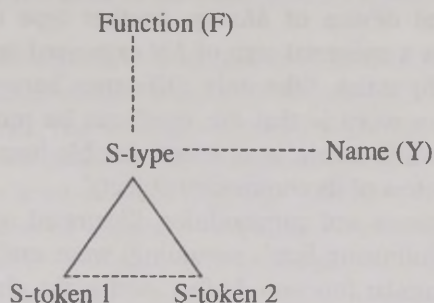 Function (F)
S-type Name (Y)
S-token 1 S-token 2